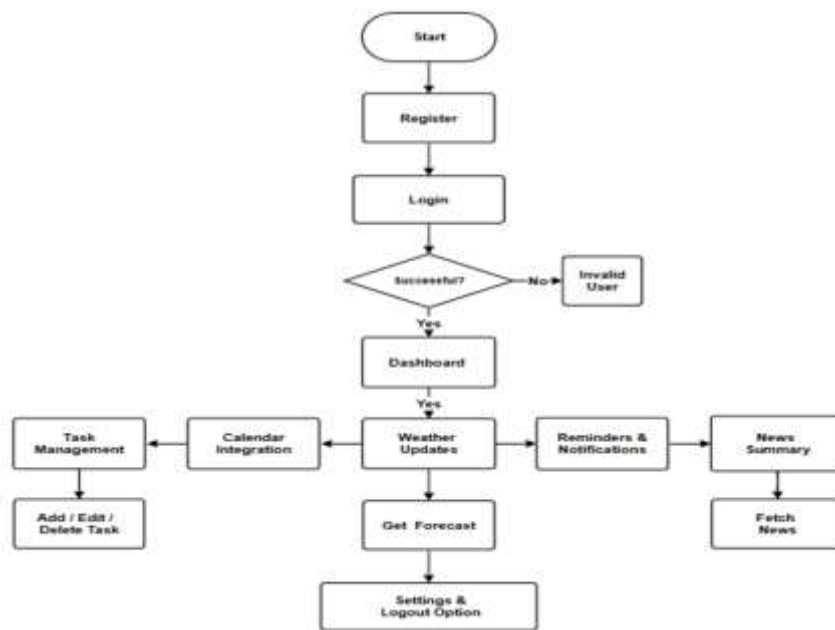 Start
Register
Login
Successful?
No
Invalid
User
Yes
Dashboard
Yes
Task
Management
Calendar
Integration
Weather
Updates
Reminders &
Notifications
News
Summary
Add / Edit /
Delete Task
Get Forecast
Fetch
News
Settings &
Logout Option